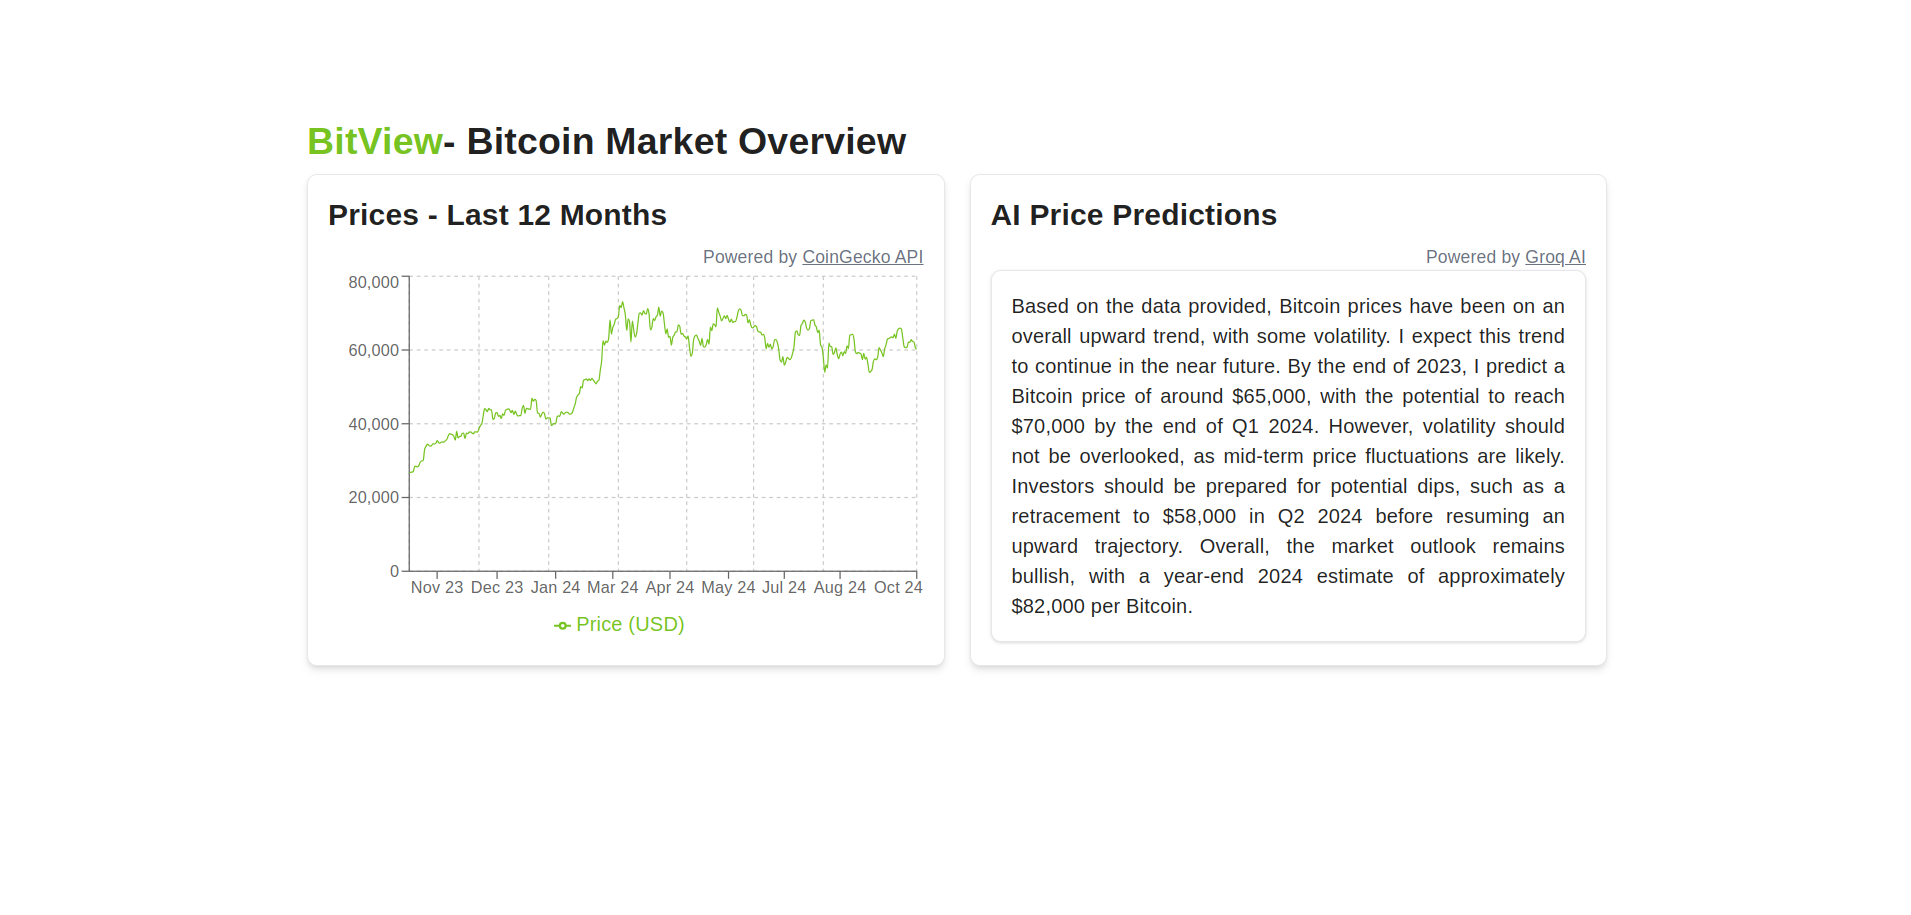 BitView- Bitcoin Market Overview
Prices - Last 12 Months
Powered by CoinGecko API
80,000
60,000
40,000
20,000
0
Nov 23 Dec 23 Jan 24 Mar 24 Apr 24 May 24 Jul 24 Aug 24 Oct 24
Price (USD)
AI Price Predictions
Powered by Groq AI
Based on the data provided, Bitcoin prices have been on an
overall upward trend, with some volatility. I expect this trend
to continue in the near future. By the end of 2023, I predict a
Bitcoin price of around $65,000, with the potential to reach
$70,000 by the end of Q1 2024. However, volatility should
not be overlooked, as mid-term price fluctuations are likely.
Investors should be prepared for potential dips, such as a
retracement to $58,000 in Q2 2024 before resuming an
upward trajectory. Overall, the market outlook remains
bullish, with a year-end 2024 estimate of approximately
$82,000 per Bitcoin.